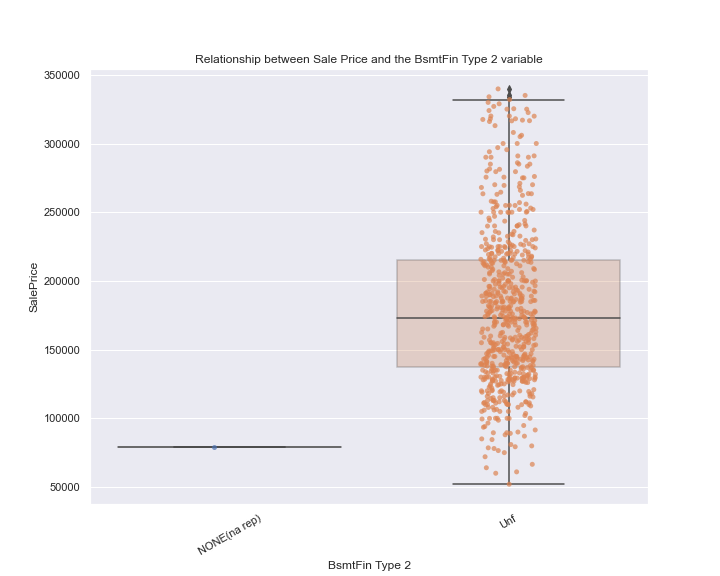 Relationship between Sale Price and the BsmtFin Type 2 variable
350000
300000
250000
200000
150000
100000
50000
SalePrice
NONE(na rep)
Unf
BsmtFin Type 2